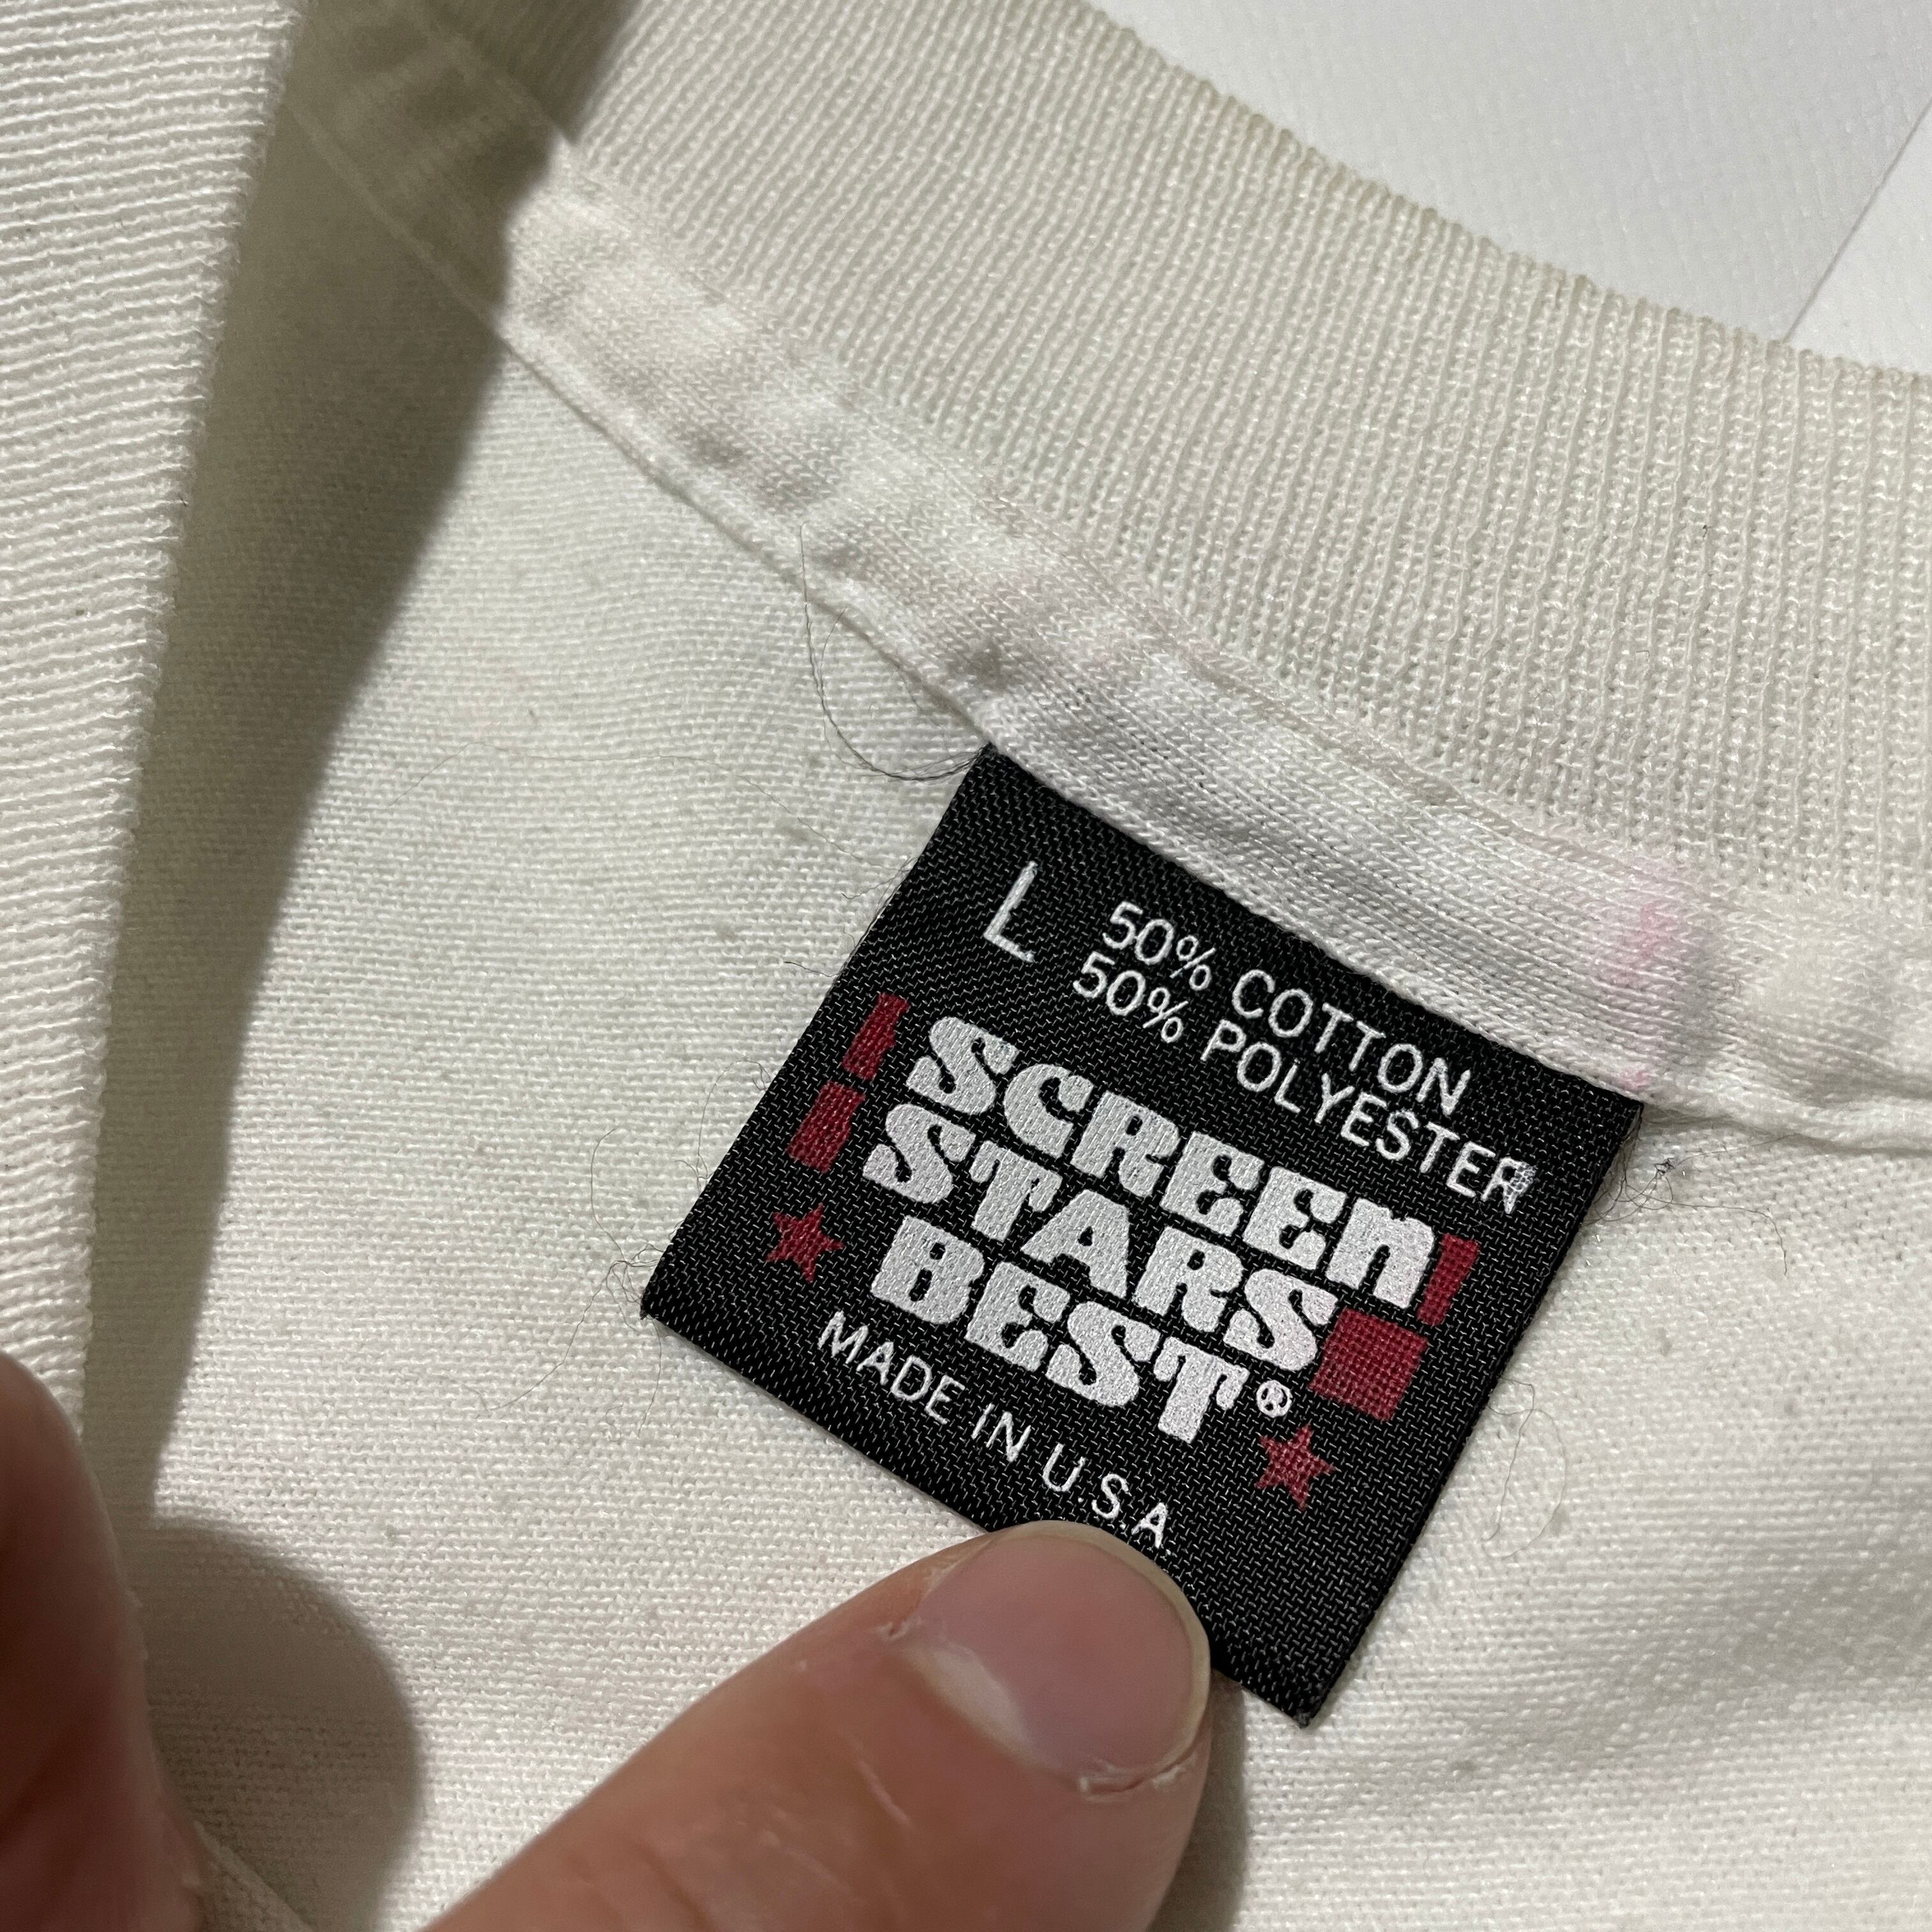 L 50% COTTON
50% POLYESTER
SCREEN
STARS
BEST®
MADE IN U.S.A.